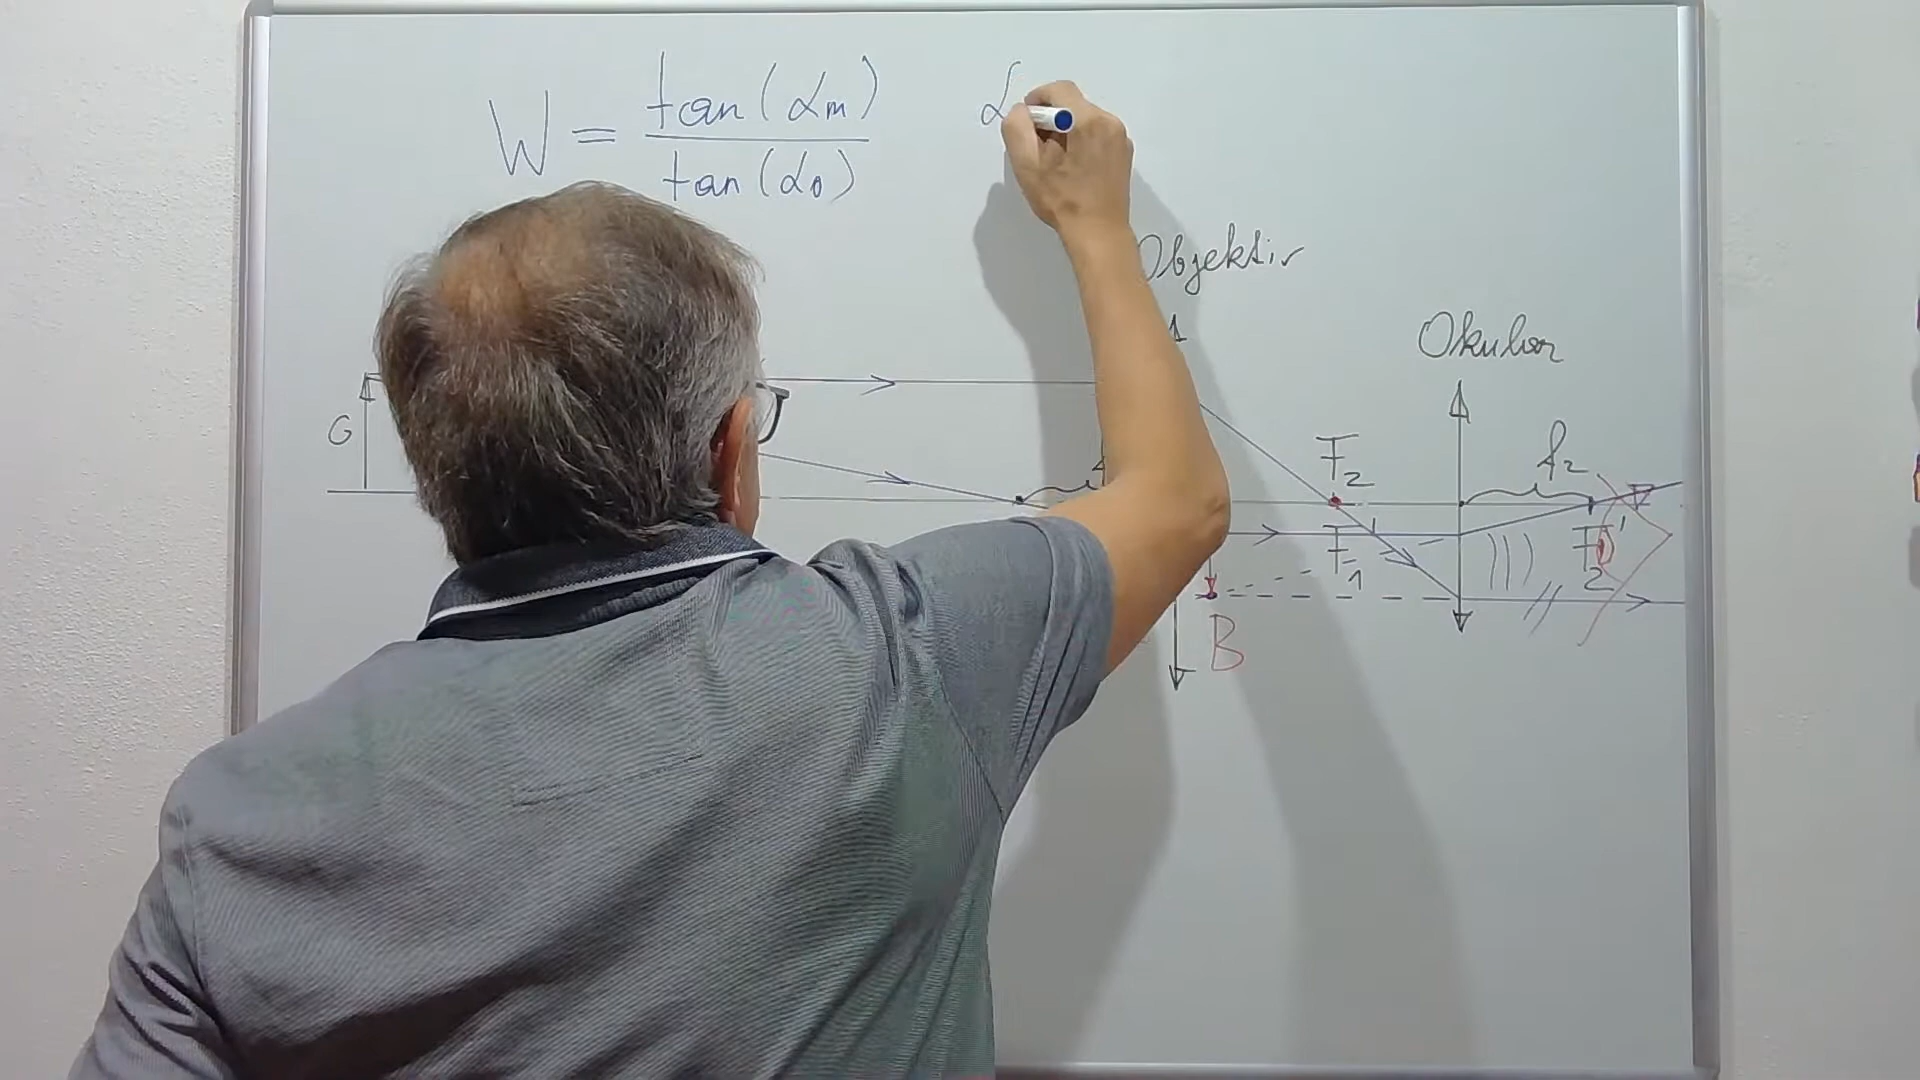 W = tan(αm) / tan(α0)
α
Objektiv
Okular
G
F2
f2
F1'
F2'
B